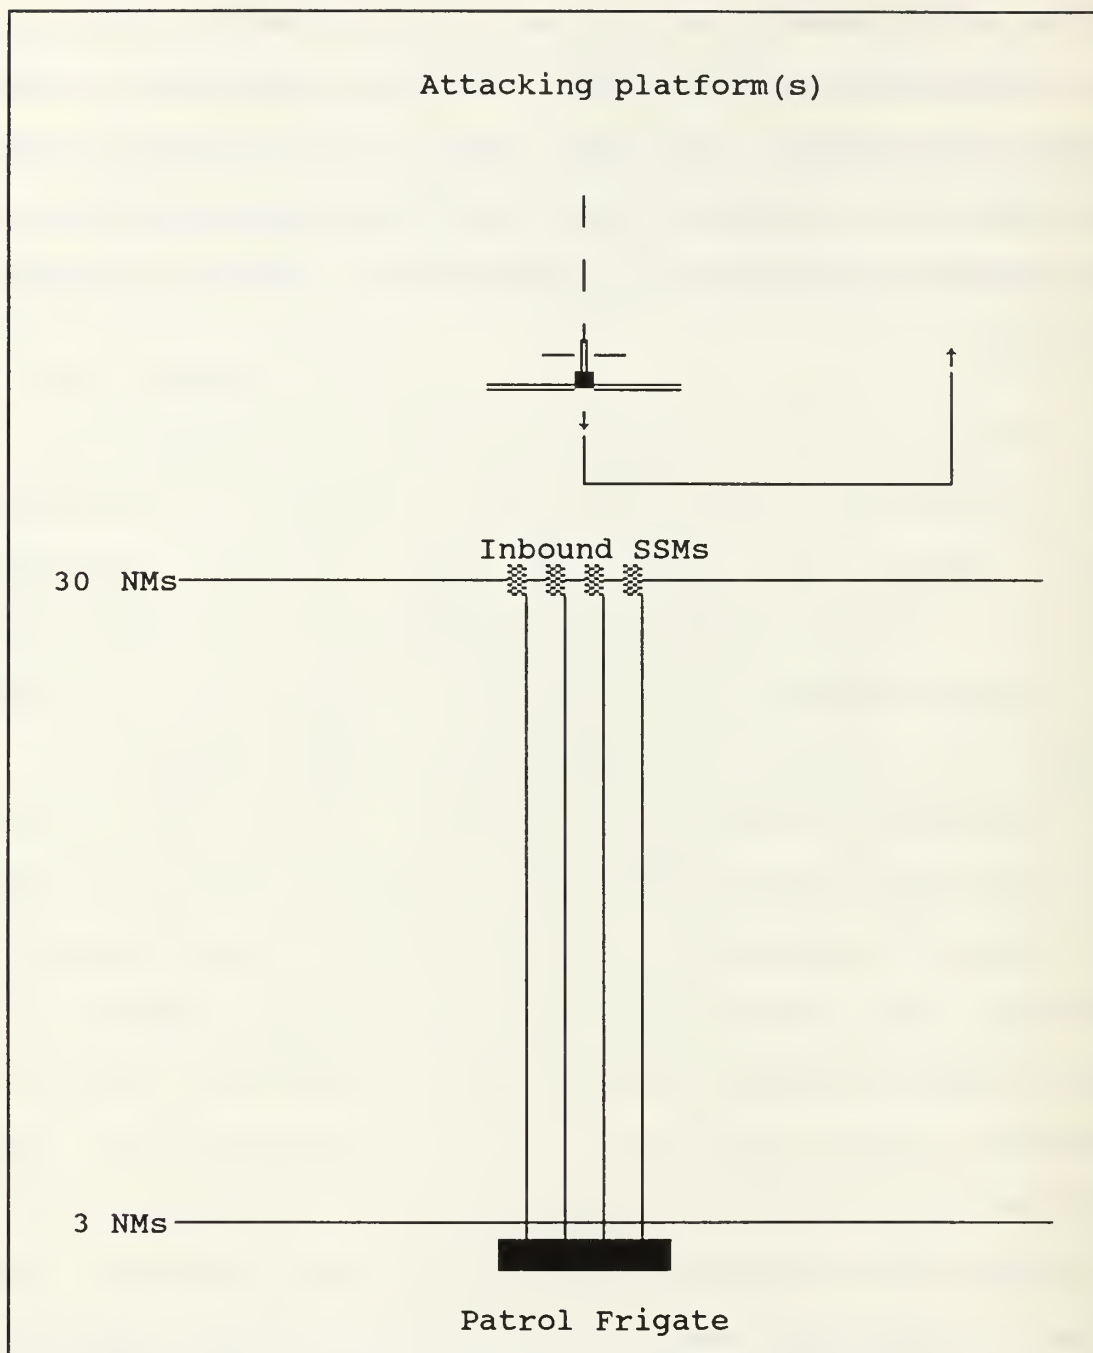 Attacking platform(s)
Inbound SSMs
30 NMs
3 NMs
Patrol Frigate